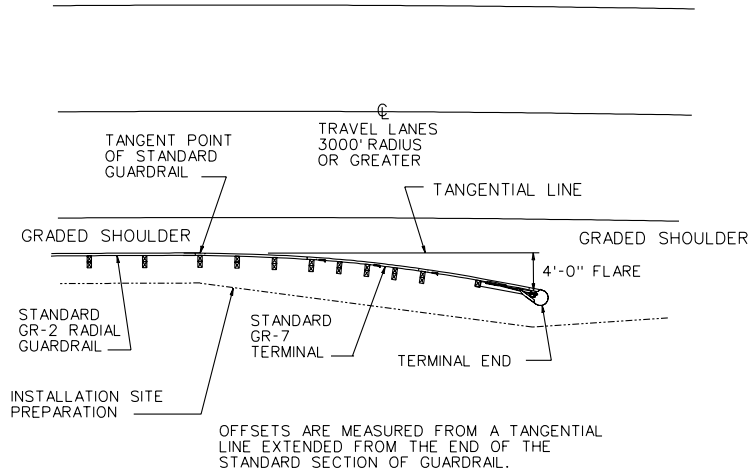 ℄
TRAVEL LANES
3000' RADIUS
OR GREATER
TANGENT POINT
OF STANDARD
GUARDRAIL
TANGENTIAL LINE
GRADED SHOULDER
GRADED SHOULDER
4'-0" FLARE
STANDARD
GR-2 RADIAL
GUARDRAIL
STANDARD
GR-7
TERMINAL
TERMINAL END
INSTALLATION SITE
PREPARATION
OFFSETS ARE MEASURED FROM A TANGENTIAL
LINE EXTENDED FROM THE END OF THE
STANDARD SECTION OF GUARDRAIL.